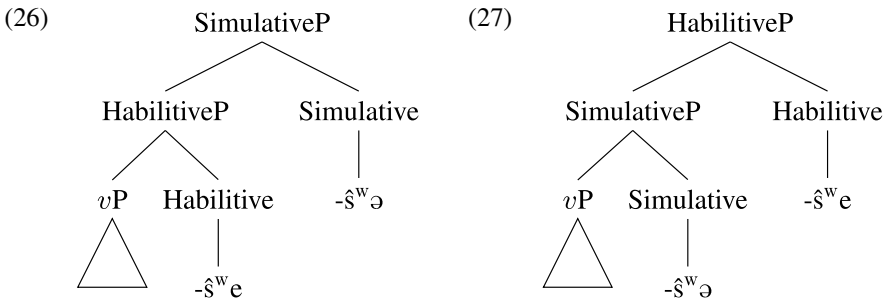 (26) SimulativeP
HabilitiveP Simulative
vP Habilitive -ŝʷə
-ŝʷe
(27) HabilitiveP
SimulativeP Habilitive
vP Simulative -ŝʷe
-ŝʷə